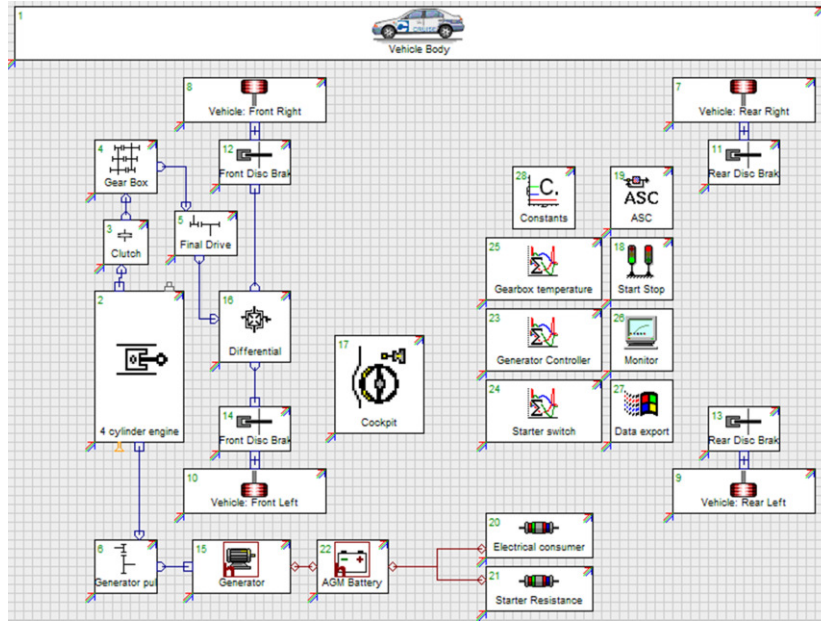 1
Vehicle Body
8
Vehicle: Front Right
7
Vehicle: Rear Right
4
Gear Box
12
Front Disc Brak
11
Rear Disc Brak
3
Clutch
5
Final Drive
28
C.
Constants
19
ASC
ASC
25
Gearbox temperature
18
Start Stop
2
4 cylinder engine
16
Differential
17
Cockpit
23
Generator Controller
26
Monitor
24
Starter switch
27
Data export
14
Front Disc Brak
13
Rear Disc Brak
10
Vehicle: Front Left
9
Vehicle: Rear Left
6
Generator pul
15
h
Generator
22
h
AGM Battery
20
Electrical consumer
21
Starter Resistance